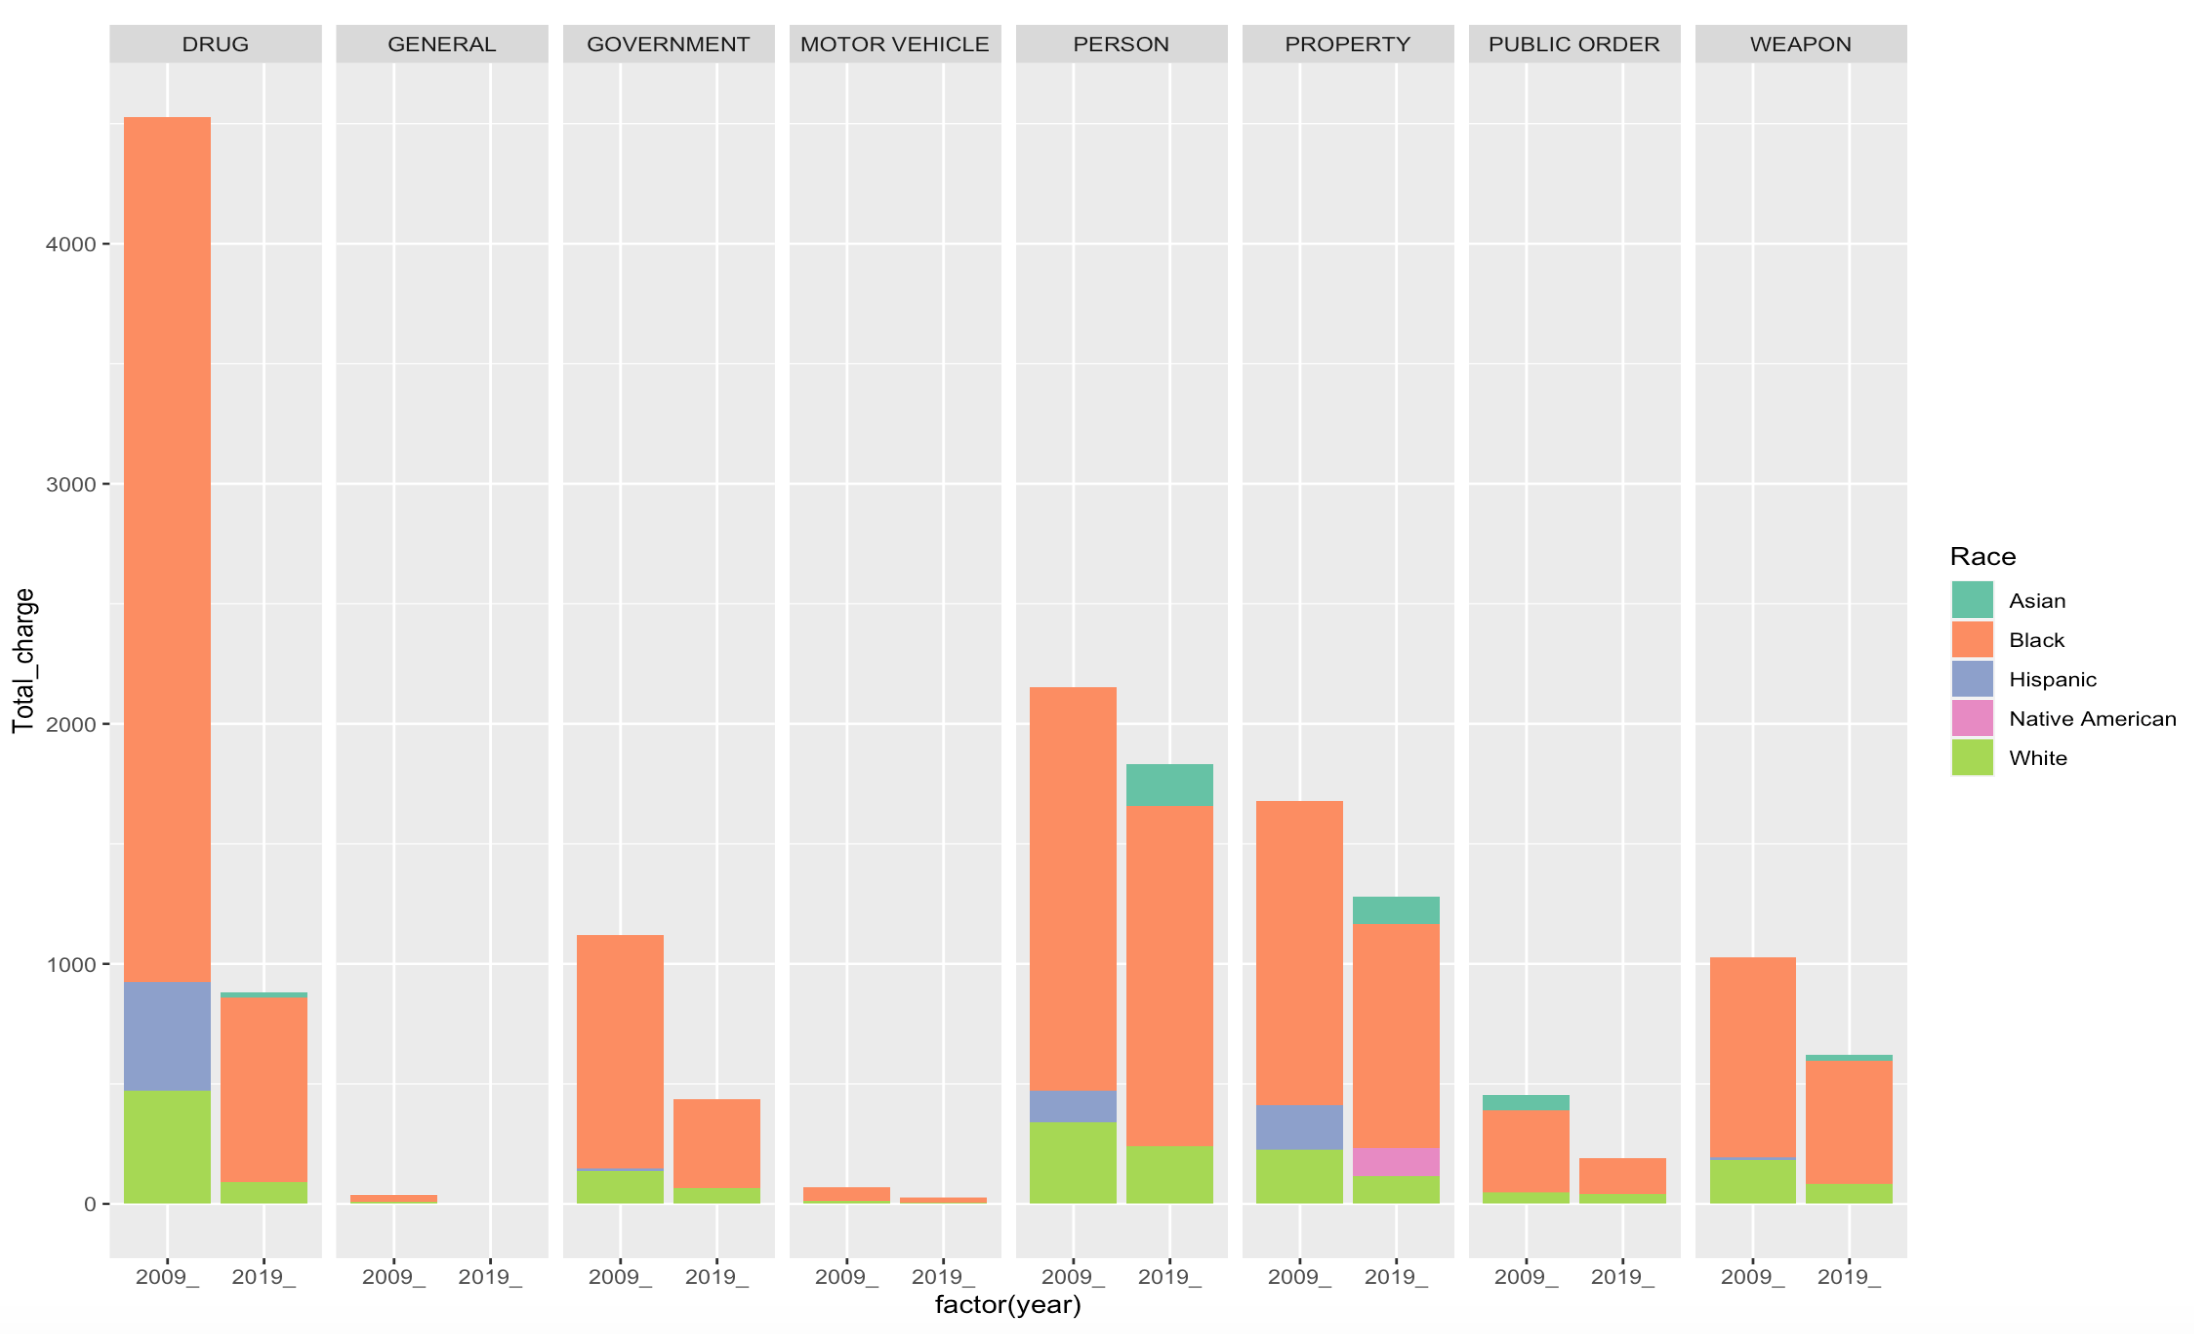 DRUG GENERAL GOVERNMENT MOTOR VEHICLE PERSON PROPERTY PUBLIC ORDER WEAPON
4000
3000
2000
1000
0
Total_charge
2009_ 2019_ 2009_ 2019_ 2009_ 2019_ 2009_ 2019_ 2009_ 2019_ 2009_ 2019_ 2009_ 2019_ 2009_ 2019_
factor(year)
Race
Asian
Black
Hispanic
Native American
White